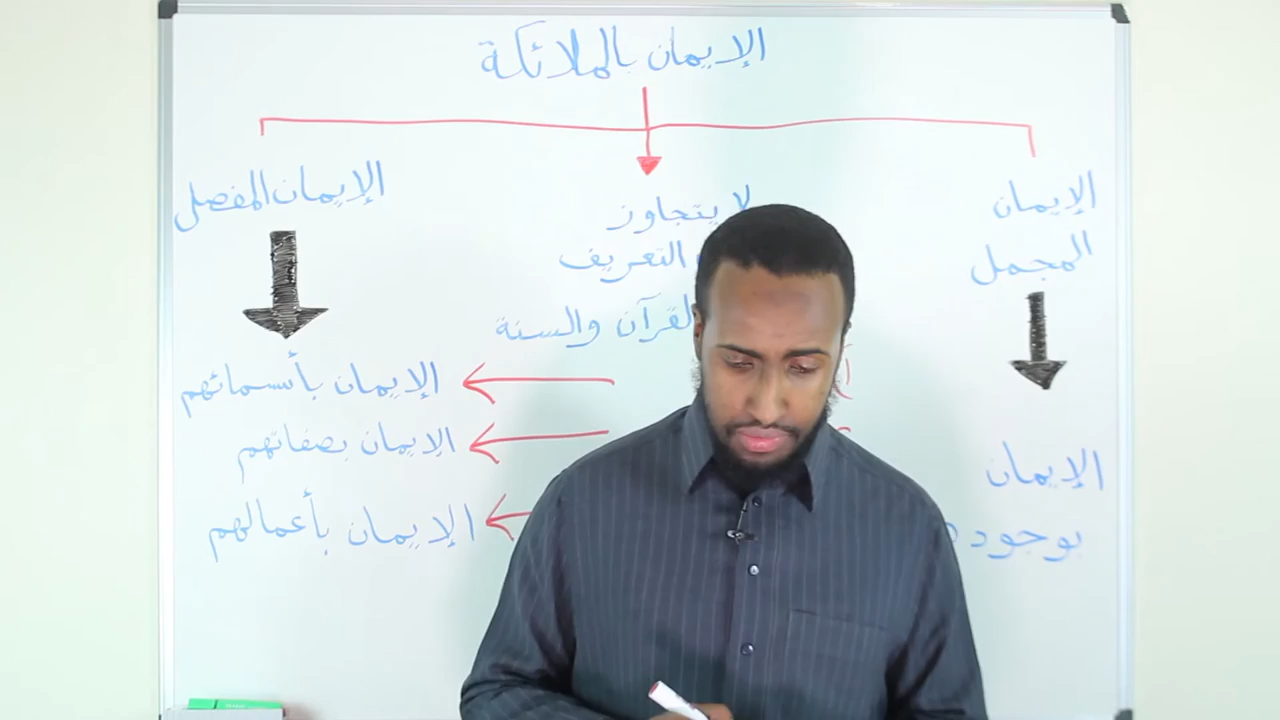 الإيمان بالملائكة
الإيمان
المجمل
الإيمان
لا يتجاوز
التعريف
القرآن والسنة
الإيمان المفصل
الإيمان بأسمائهم
الإيمان بصفاتهم
الإيمان بأعمالهم